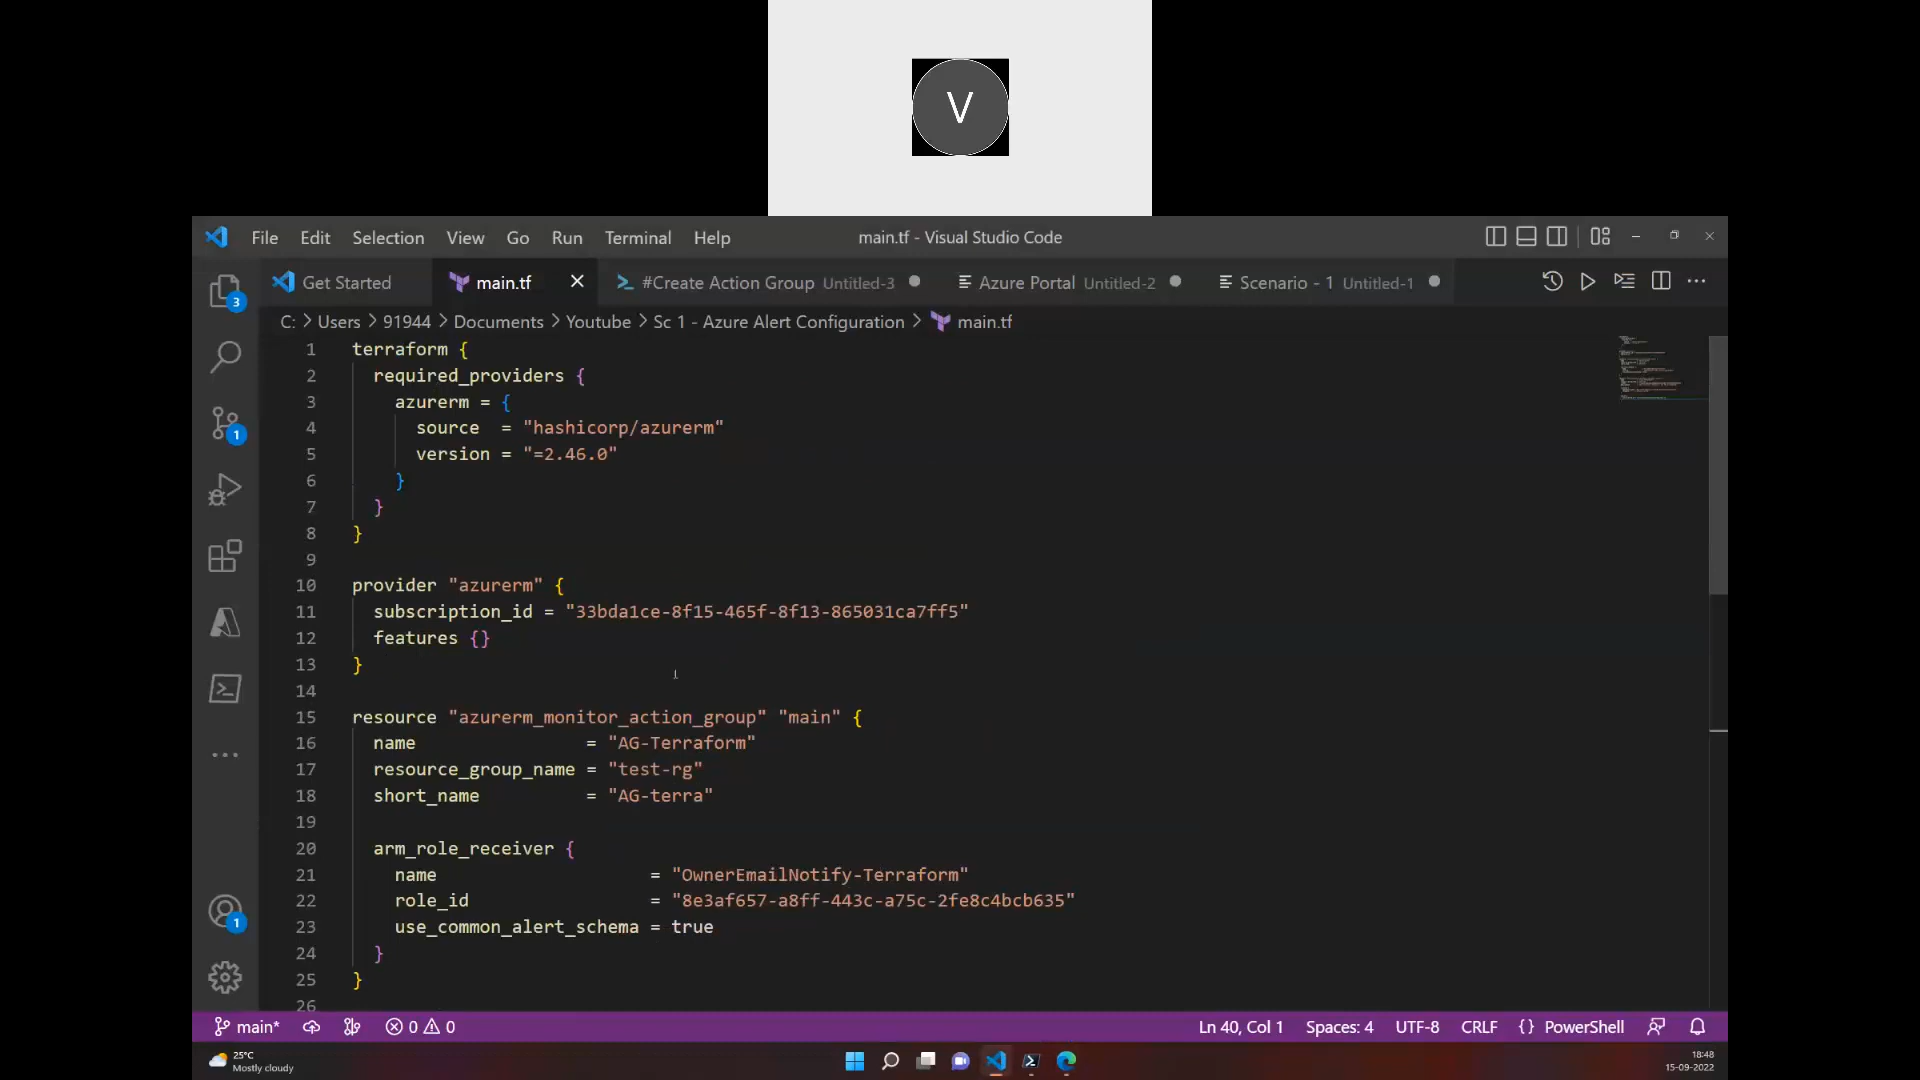 V
File Edit Selection View Go Run Terminal Help main.tf - Visual Studio Code
Get Started main.tf #Create Action Group Untitled-3 Azure Portal Untitled-2 Scenario - 1 Untitled-1
C: > Users > 91944 > Documents > Youtube > Sc 1 - Azure Alert Configuration > main.tf
1 terraform {
2 required_providers {
3 azurerm = {
4 source = "hashicorp/azurerm"
5 version = "=2.46.0"
6 }
7 }
8 }
9
10 provider "azurerm" {
11 subscription_id = "33bda1ce-8f15-465f-8f13-865031ca7ff5"
12 features {}
13 }
14
15 resource "azurerm_monitor_action_group" "main" {
16 name = "AG-Terraform"
17 resource_group_name = "test-rg"
18 short_name = "AG-terra"
19
20 arm_role_receiver {
21 name = "OwnerEmailNotify-Terraform"
22 role_id = "8e3af657-a8ff-443c-a75c-2fe8c4bcb635"
23 use_common_alert_schema = true
24 }
25 }
26
3
1
1
main* 0 0 Ln 40, Col 1 Spaces: 4 UTF-8 CRLF {} PowerShell
25°C
Mostly cloudy
18:48
15-09-2022